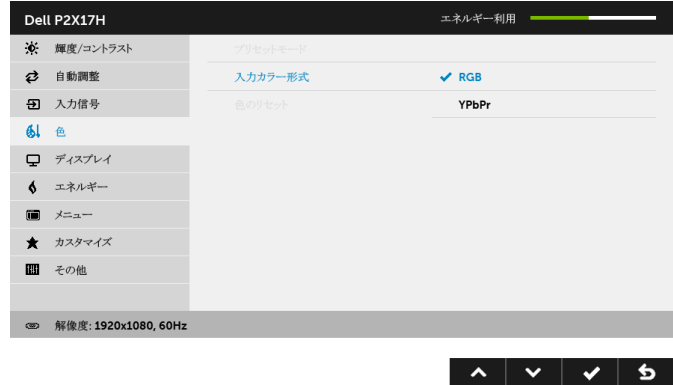 Dell P2X17H
エネルギー利用
輝度/コントラスト
プリセットモード
自動調整
入力カラー形式
RGB
入力信号
色のリセット
YPbPr
色
ディスプレイ
エネルギー
メニュー
カスタマイズ
その他
解像度: 1920x1080, 60Hz